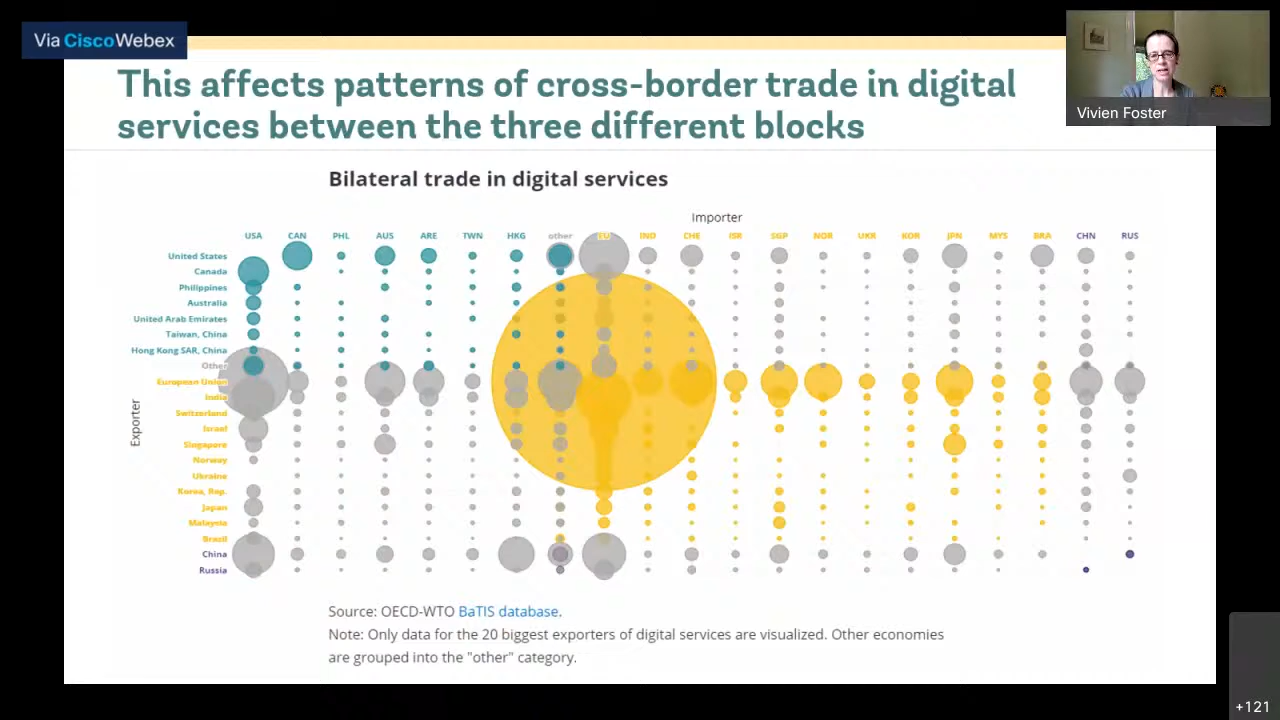 Via Cisco Webex
This affects patterns of cross-border trade in digital
services between the three different blocks
Vivien Foster
Bilateral trade in digital services
Importer
USA CAN PHL AUS ARE TWN HKG other EU IND CHE ISR SGP NOR UKR KOR JPN MYS BRA CHN RUS
Exporter
United States
Canada
Philippines
Australia
United Arab Emirates
Taiwan, China
Hong Kong SAR, China
Other
European Union
India
Switzerland
Israel
Singapore
Norway
Ukraine
Korea, Rep.
Japan
Malaysia
Brazil
China
Russia
Source: OECD-WTO BaTIS database.
Note: Only data for the 20 biggest exporters of digital services are visualized. Other economies
are grouped into the "other" category.
+121